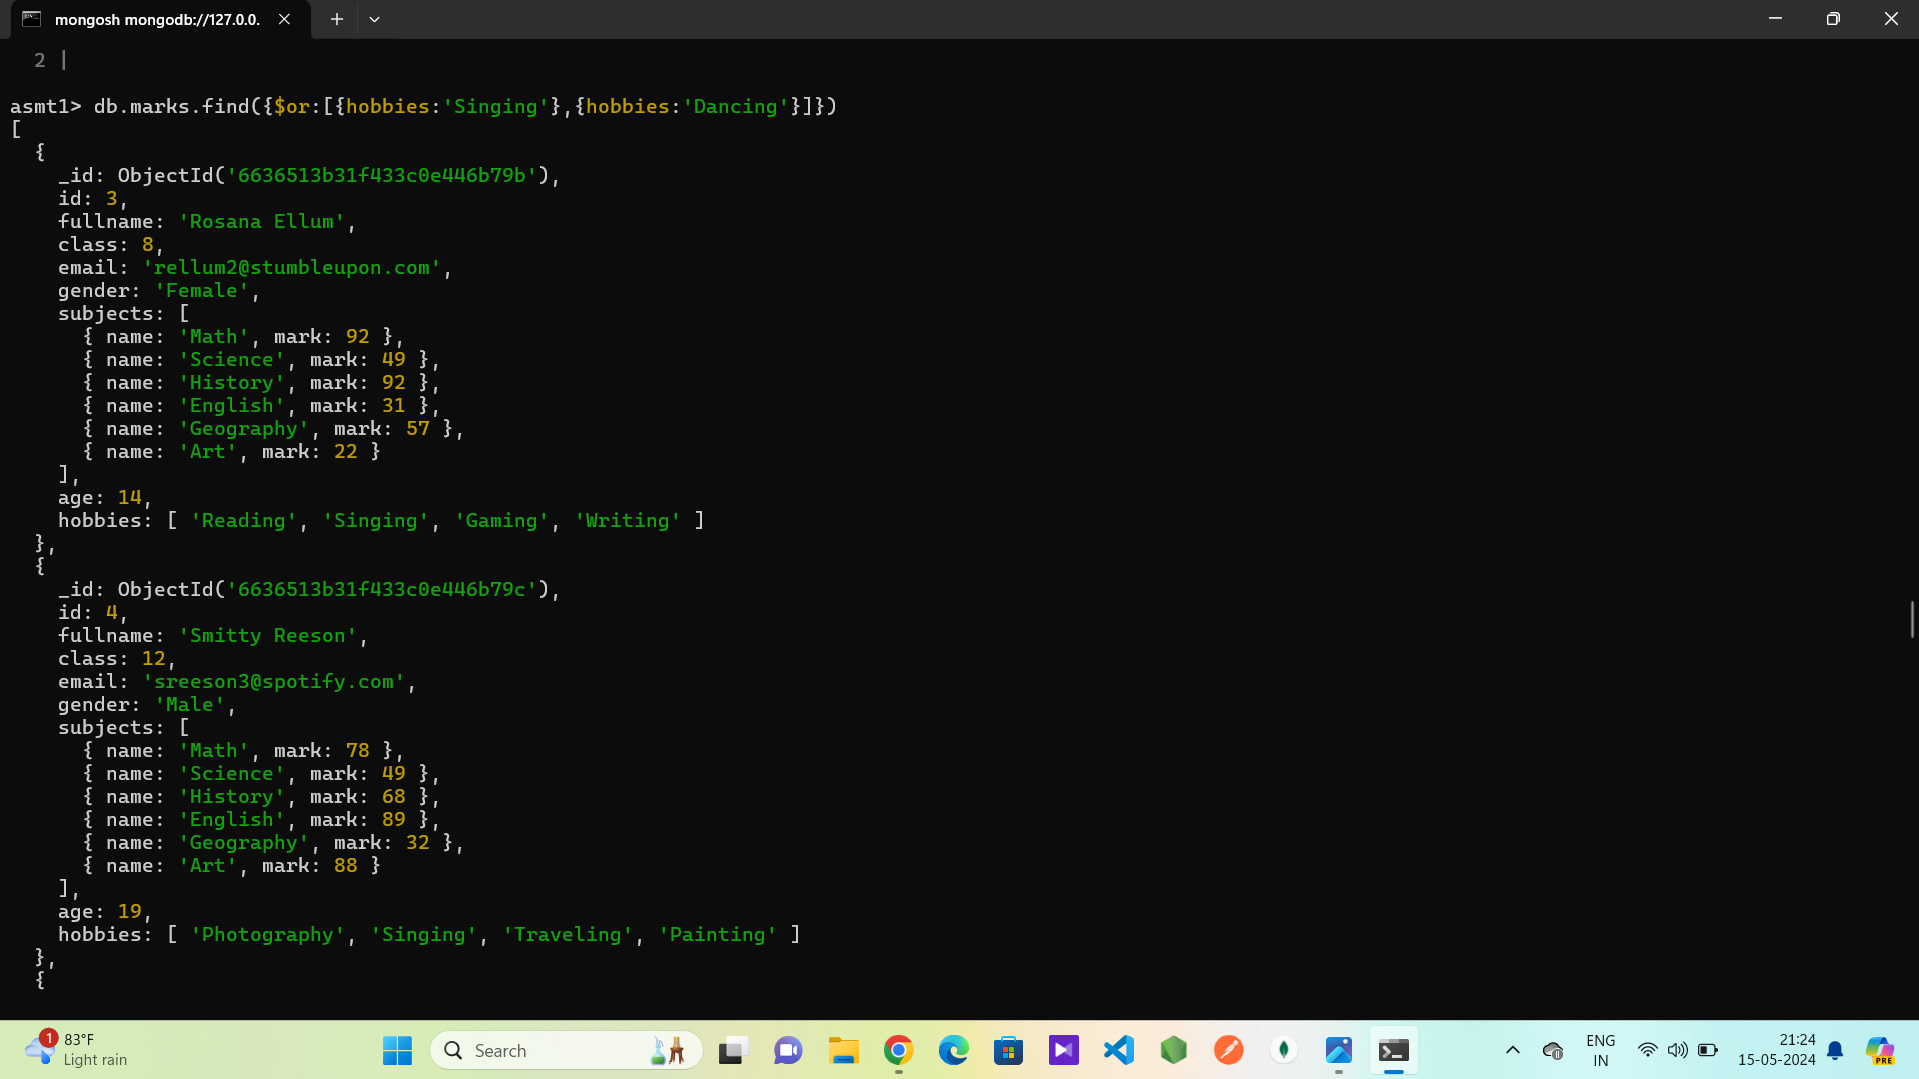 mongosh mongodb://127.0.0.
2
asmt1> db.marks.find({$or:[{hobbies:'Singing'},{hobbies:'Dancing'}]})
[
  {
    _id: ObjectId('6636513b31f433c0e446b79b'),
    id: 3,
    fullname: 'Rosana Ellum',
    class: 8,
    email: 'rellum2@stumbleupon.com',
    gender: 'Female',
    subjects: [
      { name: 'Math', mark: 92 },
      { name: 'Science', mark: 49 },
      { name: 'History', mark: 92 },
      { name: 'English', mark: 31 },
      { name: 'Geography', mark: 57 },
      { name: 'Art', mark: 22 }
    ],
    age: 14,
    hobbies: [ 'Reading', 'Singing', 'Gaming', 'Writing' ]
  },
  {
    _id: ObjectId('6636513b31f433c0e446b79c'),
    id: 4,
    fullname: 'Smitty Reeson',
    class: 12,
    email: 'sreeson3@spotify.com',
    gender: 'Male',
    subjects: [
      { name: 'Math', mark: 78 },
      { name: 'Science', mark: 49 },
      { name: 'History', mark: 68 },
      { name: 'English', mark: 89 },
      { name: 'Geography', mark: 32 },
      { name: 'Art', mark: 88 }
    ],
    age: 19,
    hobbies: [ 'Photography', 'Singing', 'Traveling', 'Painting' ]
  },
  {
1
83°F
Light rain
Search
ENG
IN
21:24
15-05-2024
PRE